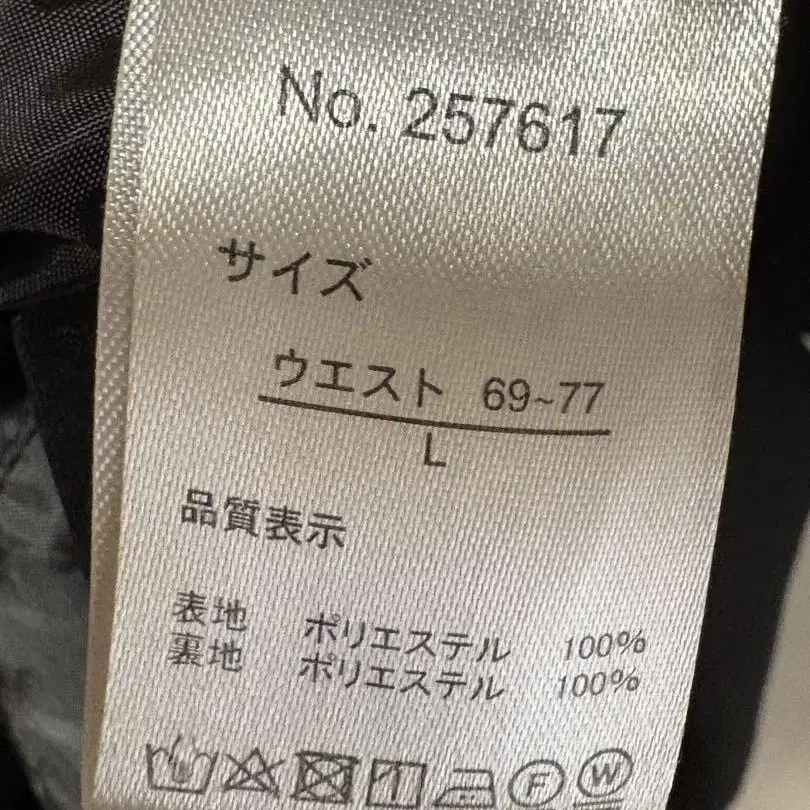 No. 257617
サイズ
ウエスト 69~77
L
品質表示
表地 ポリエステル 100%
裏地 ポリエステル 100%
F W